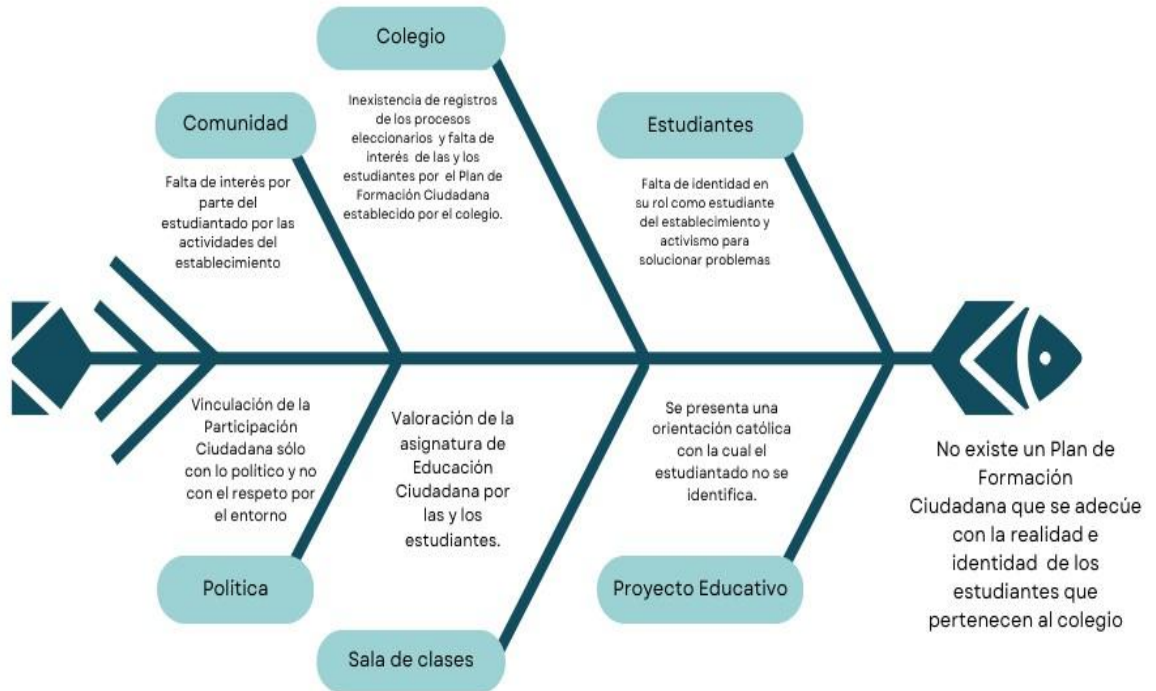 Colegio
Inexistencia de registros
de los procesos
eleccionarios y falta de
interés de las y los
estudiantes por el Plan de
Formación Ciudadana
establecido por el colegio.
Comunidad
Falta de interés por
parte del
estudiantado por las
actividades del
establecimiento
Estudiantes
Falta de identidad en
su rol como estudiante
del establecimiento y
activismo para
solucionar problemas
Vinculación de la
Participación
Ciudadana sólo
con lo político y no
con el respeto por
el entorno
Política
Valoración de la
asignatura de
Educación
Ciudadana por
las y los
estudiantes.
Sala de clases
Se presenta una
orientación católica
con la cual el
estudiantado no se
identifica.
Proyecto Educativo
No existe un Plan de
Formación
Ciudadana que se adecúe
con la realidad e
identidad de los
estudiantes que
pertenecen al colegio